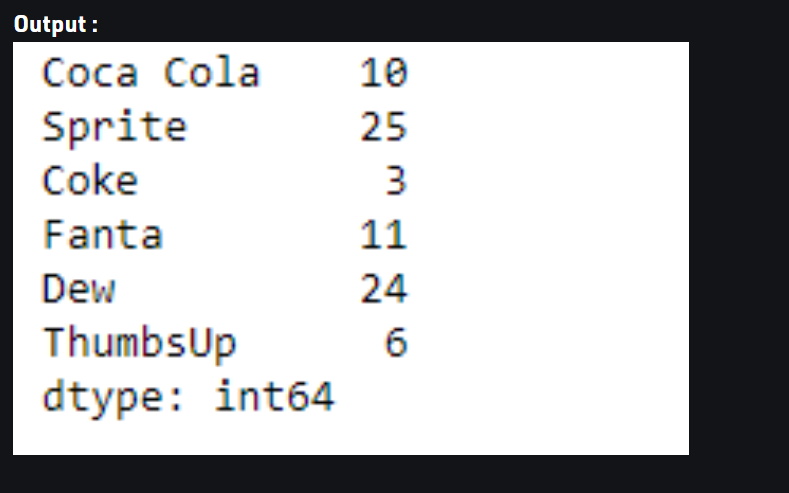 Output :
Coca Cola    10
Sprite       25
Coke          3
Fanta        11
Dew          24
ThumbsUp      6
dtype: int64